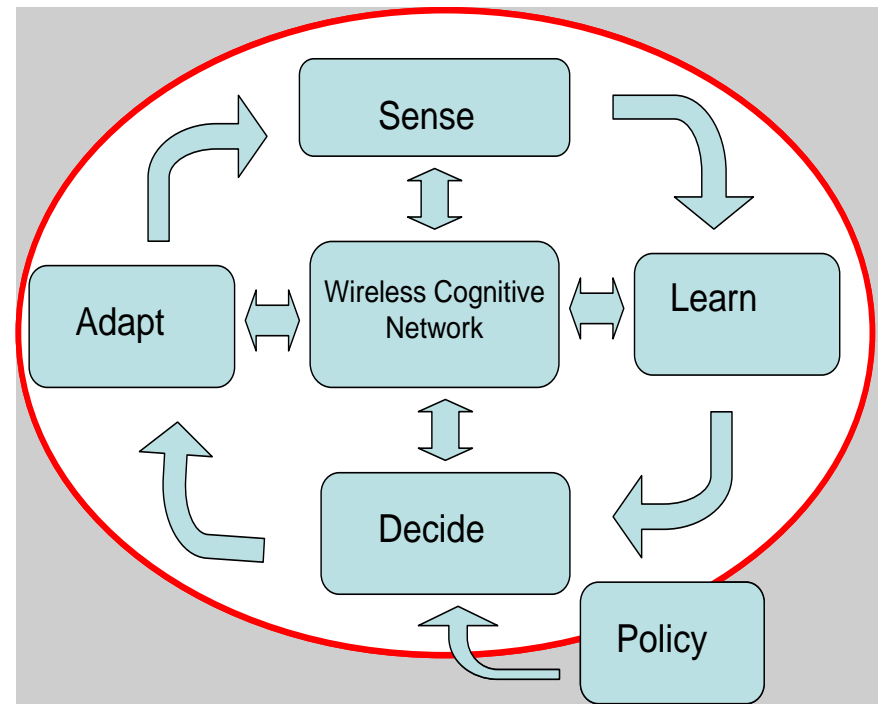 Sense
Adapt
Wireless Cognitive
Network
Learn
Decide
Policy